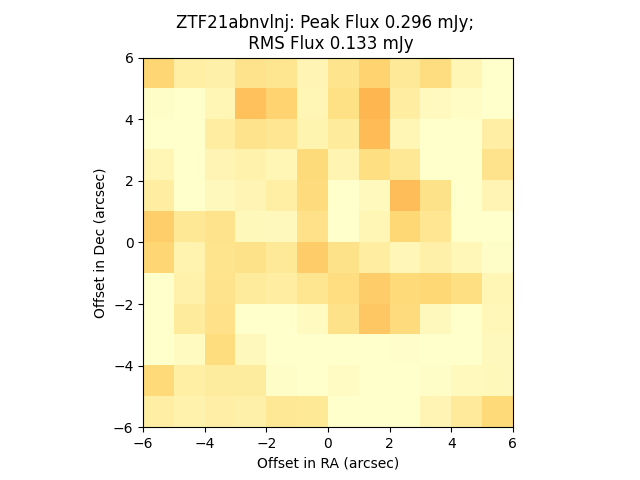 ZTF21abnvlnj: Peak Flux 0.296 mJy;
RMS Flux 0.133 mJy
6
4
2
0
−2
−4
−6
Offset in Dec (arcsec)
−6 −4 −2 0 2 4 6
Offset in RA (arcsec)